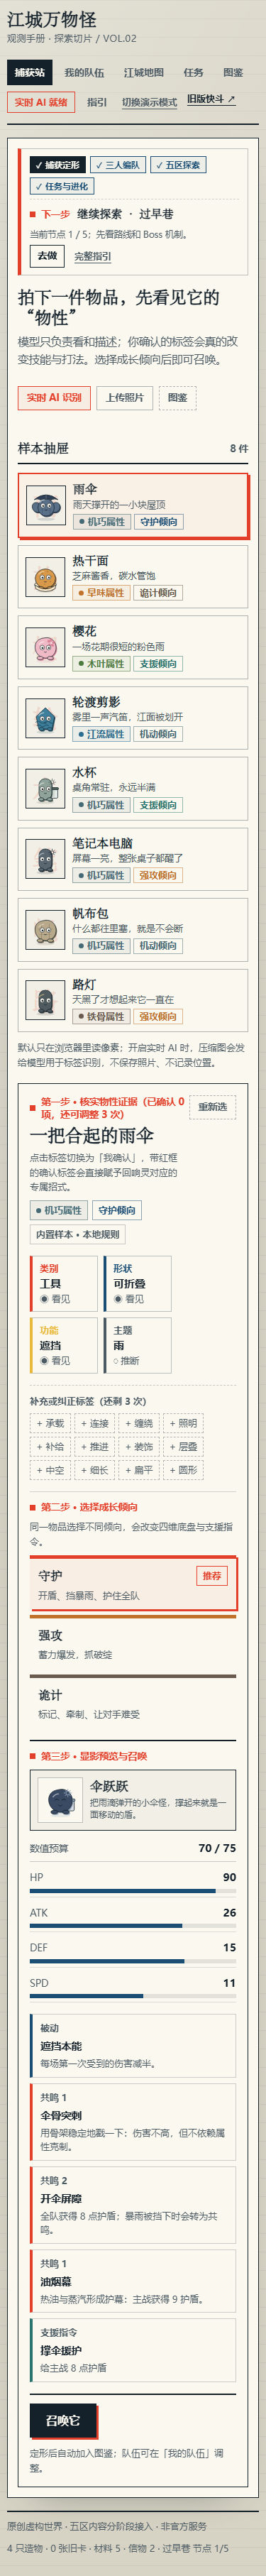 江城万物怪
观测手册 · 探索切片 / VOL.02
捕获站
我的队伍
江城地图
任务
图鉴
实时 AI 就绪
指引
切换演示模式
旧版快斗 ↗
✓ 捕获定形
✓ 三人编队
✓ 五区探索
✓ 任务与进化
下一步 继续探索 · 过早巷
当前节点 1 / 5；先看路线和 Boss 机制。
去做
完整指引
拍下一件物品，先看见它的
“物性”
模型只负责看和描述；你确认的标签会真的改
变技能与打法。选择成长倾向后即可召唤。
实时 AI 识别
上传照片
图鉴
样本抽屉
8 件
雨伞
雨天撑开的一小块屋顶
机巧属性
守护倾向
热干面
芝麻酱香，碳水管饱
早味属性
诡计倾向
樱花
一场花期很短的粉色雨
木叶属性
支援倾向
轮渡剪影
雾里一声汽笛，江面被划开
江流属性
机动倾向
水杯
桌角常驻，永远半满
机巧属性
支援倾向
笔记本电脑
屏幕一亮，整张桌子都醒了
机巧属性
强攻倾向
帆布包
什么都往里塞，就是不会断
机巧属性
机动倾向
路灯
天黑了才想起来它一直在
铁骨属性
强攻倾向
默认只在浏览器里读像素；开启实时 AI 时，压缩图会发
给模型用于标签识别，不保存照片、不记录位置。
第一步 · 核实物性证据（已确认 0
项，还可调整 3 次）
重新选
一把合起的雨伞
点击标签切换为「我确认」，带红框
的确认标签会直接赋予回响灵对应的
专属招式。
机巧属性
守护倾向
内置样本 · 本地规则
类别
工具
◉ 看见
形状
可折叠
◉ 看见
功能
遮挡
◉ 看见
主题
雨
○ 推断
补充或纠正标签（还剩 3 次）
+ 承载
+ 连接
+ 缠绕
+ 照明
+ 补给
+ 推进
+ 装饰
+ 层叠
+ 中空
+ 细长
+ 扁平
+ 圆形
第二步 · 选择成长倾向
同一物品选择不同倾向，会改变四维底盘与支援指
令。
守护
推荐
开盾、挡暴雨、护住全队
强攻
蓄力爆发，抓破绽
诡计
标记、牵制、让对手难受
第三步 · 显影预览与召唤
伞跃跃
把雨滴弹开的小伞怪，撑起来就是一
面移动的盾。
数值预算
70 / 75
HP
90
ATK
26
DEF
15
SPD
11
被动
遮挡本能
每场第一次受到的伤害减半。
共鸣 1
伞骨突刺
用骨架稳定地戳一下：伤害不高，但不依赖属
性克制。
共鸣 2
开伞屏障
全队获得 8 点护盾；暴雨被挡下时会转为共
鸣。
共鸣 1
油烟幕
热油与蒸汽形成护幕：主战获得 9 护盾。
支援指令
撑伞援护
给主战 8 点护盾
召唤它
定形后自动加入图鉴；队伍可在「我的队伍」调
整。
原创虚构世界 · 五区内容分阶段接入 · 非官方服务
4 只造物 · 0 张旧卡 · 材料 5 · 信物 2 · 过早巷 节点 1/5